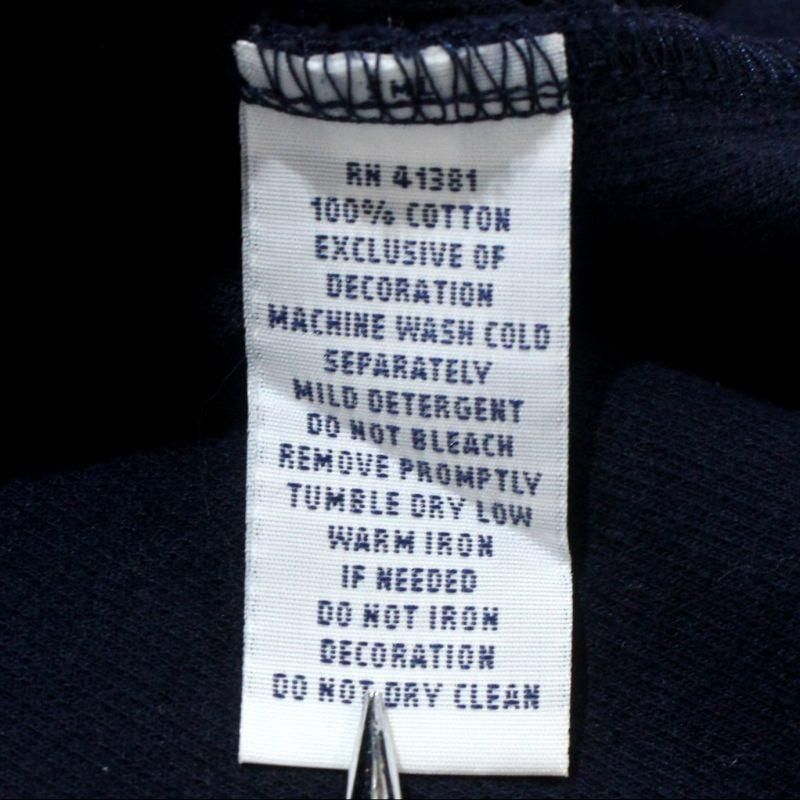 RN 41381
100% COTTON
EXCLUSIVE OF
DECORATION
MACHINE WASH COLD
SEPARATELY
MILD DETERGENT
DO NOT BLEACH
REMOVE PROMPTLY
TUMBLE DRY LOW
WARM IRON
IF NEEDED
DO NOT IRON
DECORATION
DO NOT DRY CLEAN